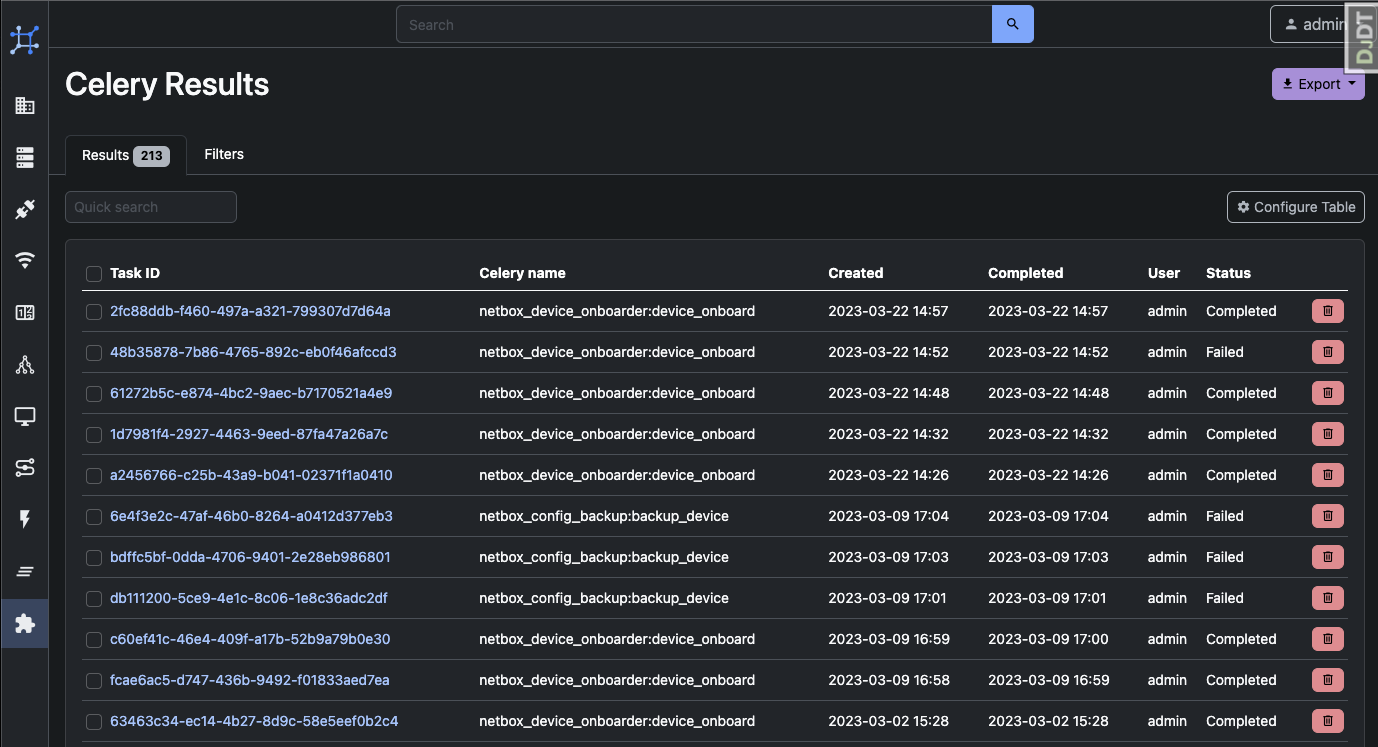 Search
admin
DjDT
Celery Results
Export
Results 213 Filters
Quick search
Configure Table
Task ID Celery name Created Completed User Status
2fc88ddb-f460-497a-a321-799307d7d64a netbox_device_onboarder:device_onboard 2023-03-22 14:57 2023-03-22 14:57 admin Completed
48b35878-7b86-4765-892c-eb0f46afccd3 netbox_device_onboarder:device_onboard 2023-03-22 14:52 2023-03-22 14:52 admin Failed
61272b5c-e874-4bc2-9aec-b7170521a4e9 netbox_device_onboarder:device_onboard 2023-03-22 14:48 2023-03-22 14:48 admin Completed
1d7981f4-2927-4463-9eed-87fa47a26a7c netbox_device_onboarder:device_onboard 2023-03-22 14:32 2023-03-22 14:32 admin Completed
a2456766-c25b-43a9-b041-02371f1a0410 netbox_device_onboarder:device_onboard 2023-03-22 14:26 2023-03-22 14:26 admin Completed
6e4f3e2c-47af-46b0-8264-a0412d377eb3 netbox_config_backup:backup_device 2023-03-09 17:04 2023-03-09 17:04 admin Failed
bdffc5bf-0dda-4706-9401-2e28eb986801 netbox_config_backup:backup_device 2023-03-09 17:03 2023-03-09 17:03 admin Failed
db111200-5ce9-4e1c-8c06-1e8c36adc2df netbox_config_backup:backup_device 2023-03-09 17:01 2023-03-09 17:01 admin Failed
c60ef41c-46e4-409f-a17b-52b9a79b0e30 netbox_device_onboarder:device_onboard 2023-03-09 16:59 2023-03-09 17:00 admin Completed
fcae6ac5-d747-436b-9492-f01833aed7ea netbox_device_onboarder:device_onboard 2023-03-09 16:58 2023-03-09 16:59 admin Completed
63463c34-ec14-4b27-8d9c-58e5eef0b2c4 netbox_device_onboarder:device_onboard 2023-03-02 15:28 2023-03-02 15:28 admin Completed